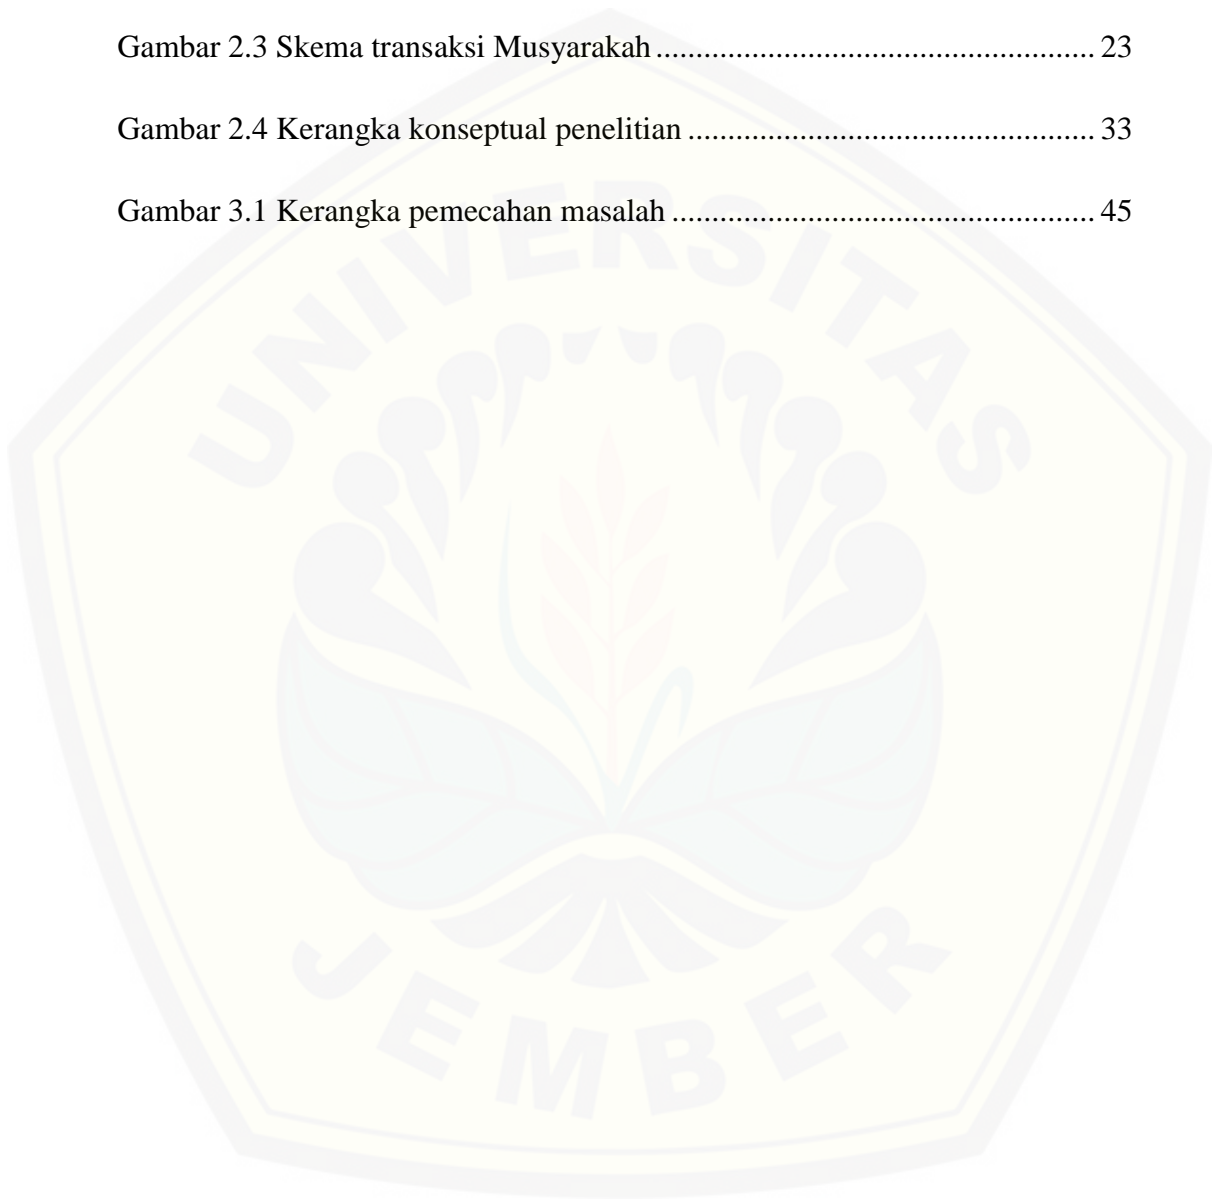 Gambar 2.3 Skema transaksi Musyarakah ........................................................ 23
Gambar 2.4 Kerangka konseptual penelitian .................................................... 33
Gambar 3.1 Kerangka pemecahan masalah ...................................................... 45
UNIVERSITAS
JEMBER